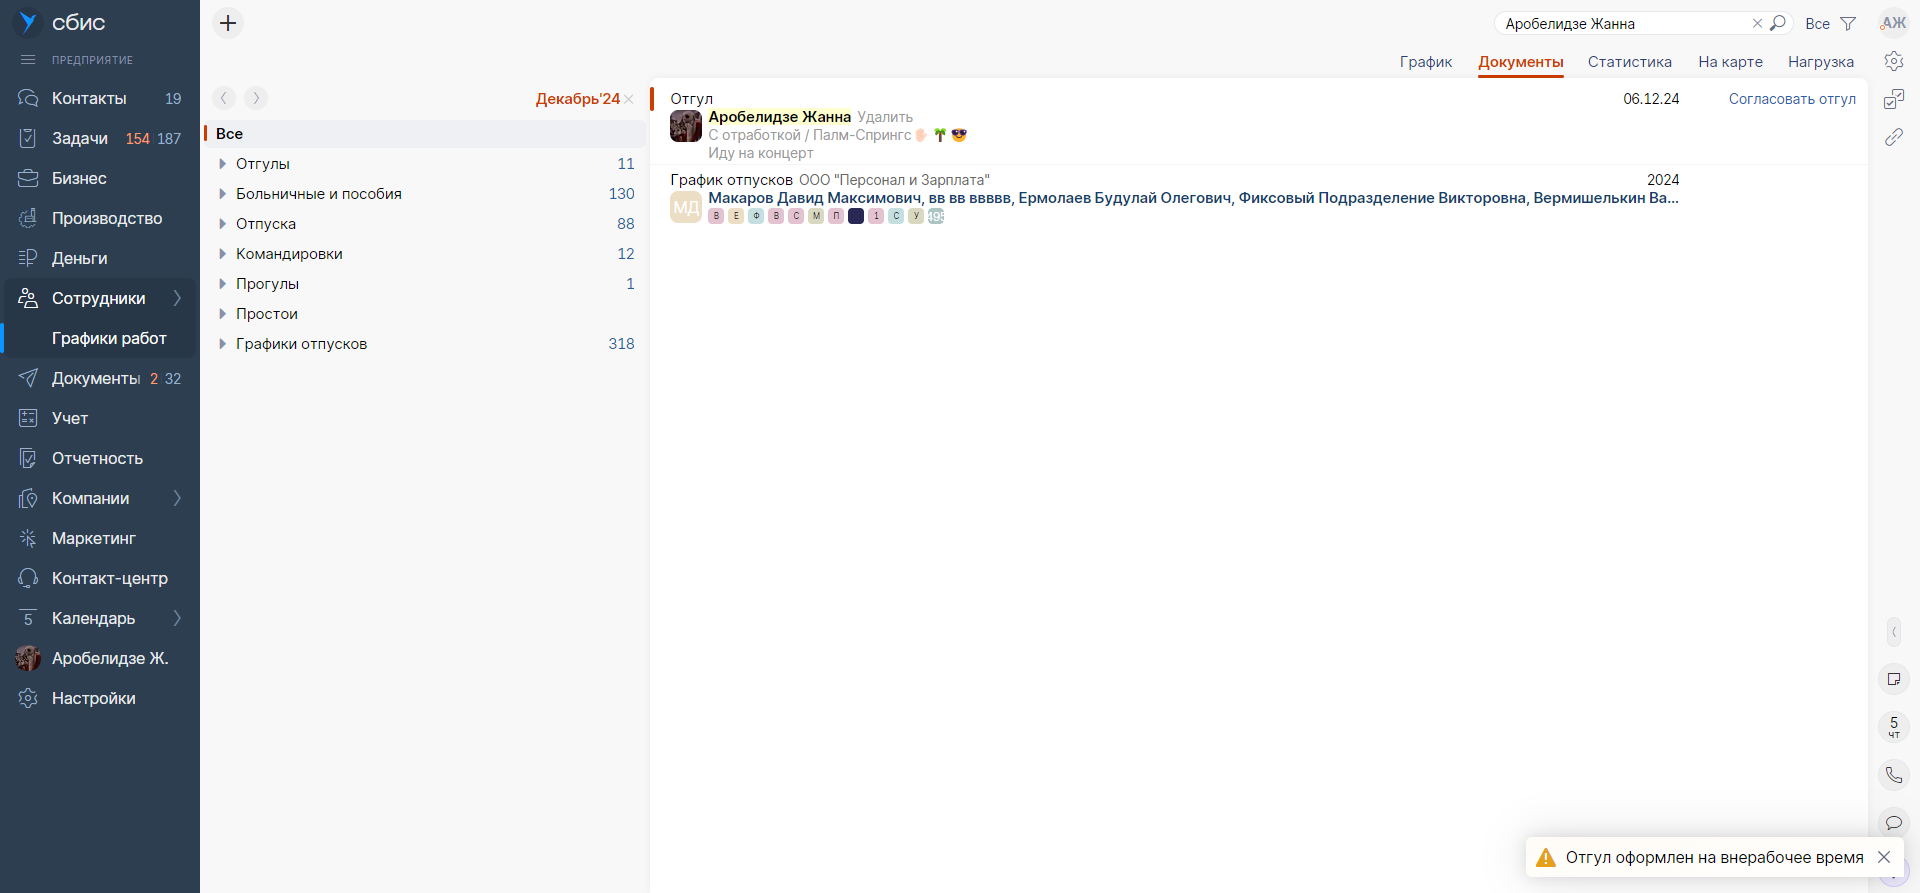 сбис
ПРЕДПРИЯТИЕ
Контакты 19
Задачи 154 187
Бизнес
Производство
Деньги
Сотрудники
Графики работ
Документы 2 32
Учет
Отчетность
Компании
Маркетинг
Контакт-центр
5 Календарь
Аробелидзе Ж.
Настройки
Аробелидзе Жанна
Все
АЖ
График Документы Статистика На карте Нагрузка
Декабрь'24
Все
Отгулы 11
Больничные и пособия 130
Отпуска 88
Командировки 12
Прогулы 1
Простои
Графики отпусков 318
Отгул 06.12.24 Согласовать отгул
Аробелидзе Жанна Удалить
С отработкой / Палм-Спрингс✋🏻 🌴 😎
Иду на концерт
График отпусков ООО "Персонал и Зарплата" 2024
МД Макаров Давид Максимович, вв вв ввввв, Ермолаев Будулай Олегович, Фиксовый Подразделение Викторовна, Вермишелькин Ва...
В Е Ф В С М П 1 С У 495
5
чт
Отгул оформлен на внерабочее время